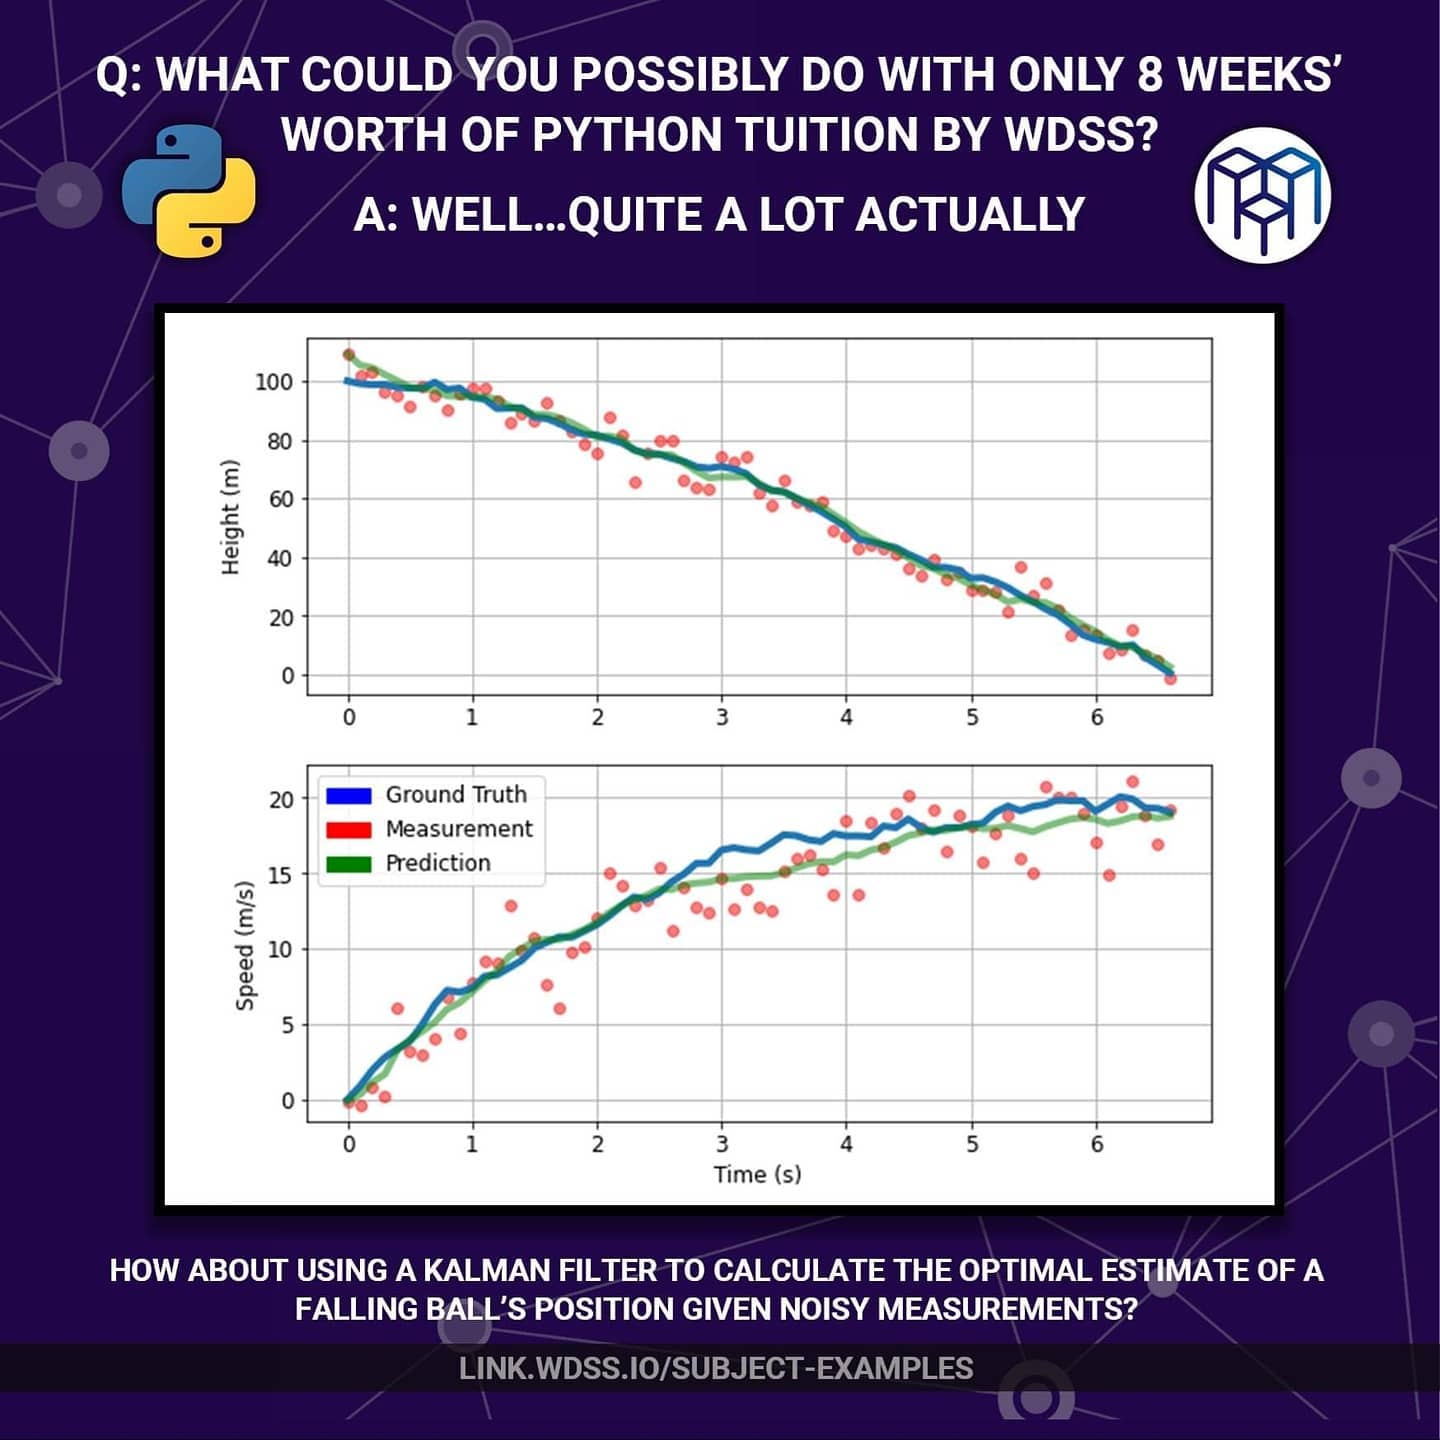 Q: WHAT COULD YOU POSSIBLY DO WITH ONLY 8 WEEKS’
WORTH OF PYTHON TUITION BY WDSS?
A: WELL...QUITE A LOT ACTUALLY
100
80
60
40
20
0
Height (m)
0 1 2 3 4 5 6
Ground Truth
Measurement
Prediction
20
15
10
5
0
Speed (m/s)
0 1 2 3 4 5 6
Time (s)
HOW ABOUT USING A KALMAN FILTER TO CALCULATE THE OPTIMAL ESTIMATE OF A
FALLING BALL’S POSITION GIVEN NOISY MEASUREMENTS?
LINK.WDSS.IO/SUBJECT-EXAMPLES